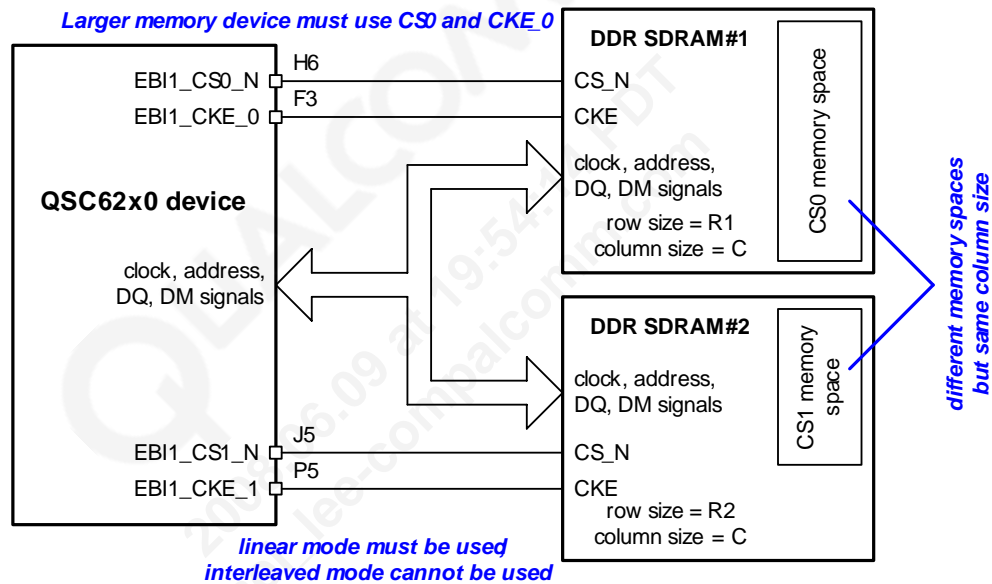 Larger memory device must use CS0 and CKE_0
QSC62x0 device
EBI1_CS0_N
H6
EBI1_CKE_0
F3
clock, address,
DQ, DM signals
EBI1_CS1_N
J5
EBI1_CKE_1
P5
DDR SDRAM#1
CS_N
CKE
clock, address,
DQ, DM signals
row size = R1
column size = C
CS0 memory space
DDR SDRAM#2
clock, address,
DQ, DM signals
CS_N
CKE
row size = R2
column size = C
CS1 memory
space
different memory spaces
but same column size
linear mode must be used,
interleaved mode cannot be used
QUALCOMM